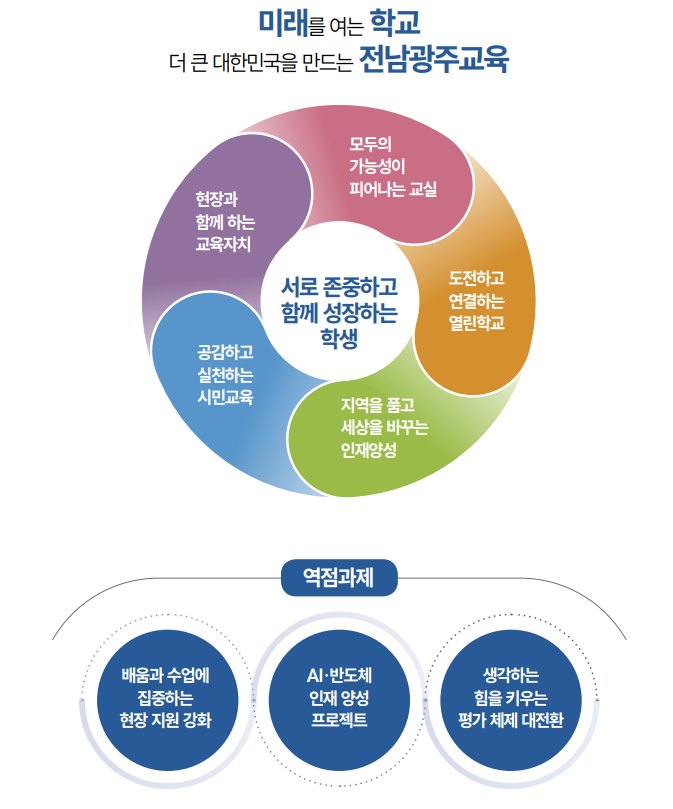 미래를 여는 학교
더 큰 대한민국을 만드는 전남광주교육
모두의
가능성이
피어나는 교실
현장과
함께 하는
교육자치
도전하고
연결하는
열린학교
서로 존중하고
함께 성장하는
학생
공감하고
실천하는
시민교육
지역을 품고
세상을 바꾸는
인재양성
역점과제
배움과 수업에
집중하는
현장 지원 강화
AI·반도체
인재 양성
프로젝트
생각하는
힘을 키우는
평가 체제 대전환